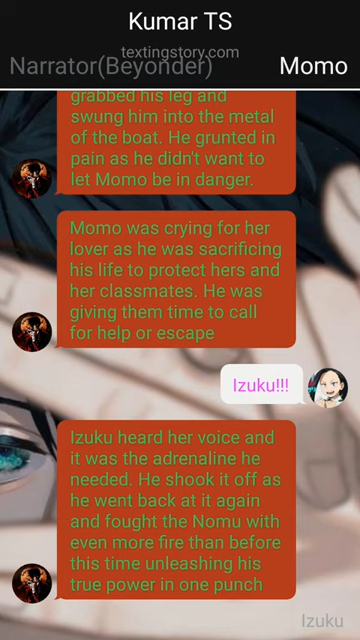 Kumar TS
textingstory.com
Narrator(Beyonder)
Momo
grabbed his leg and
swung him into the metal
of the boat. He grunted in
pain as he didn't want to
let Momo be in danger.
Momo was crying for her
lover as he was sacrificing
his life to protect hers and
her classmates. He was
giving them time to call
for help or escape
Izuku!!!
Izuku heard her voice and
it was the adrenaline he
needed. He shook it off as
he went back at it again
and fought the Nomu with
even more fire than before
this time unleashing his
true power in one punch
Izuku